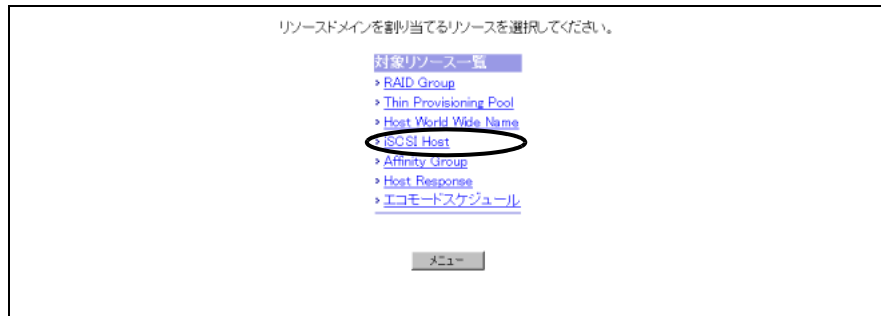 リソースドメインを割り当てるリソースを選択してください。
対象リソース一覧
> RAID Group
> Thin Provisioning Pool
> Host World Wide Name
> iSCSI Host
> Affinity Group
> Host Response
> エコモードスケジュール
メニュー